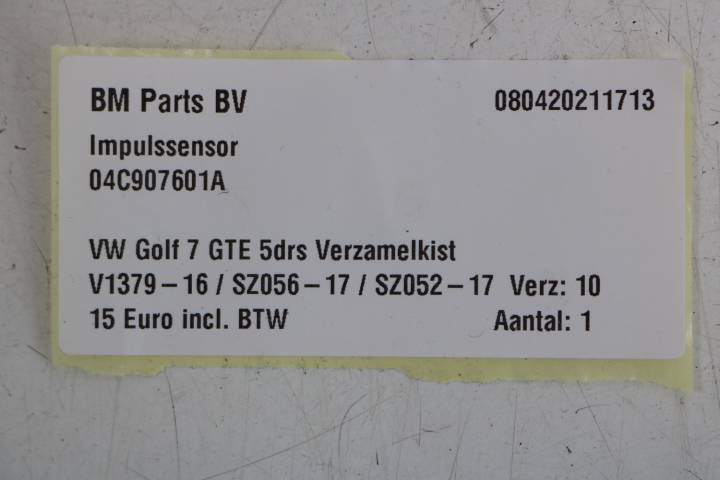 BM Parts BV 080420211713
Impulssensor
04C907601A
VW Golf 7 GTE 5drs Verzamelkist
V1379-16 / SZ056-17 / SZ052-17 Verz: 10
15 Euro incl. BTW Aantal: 1